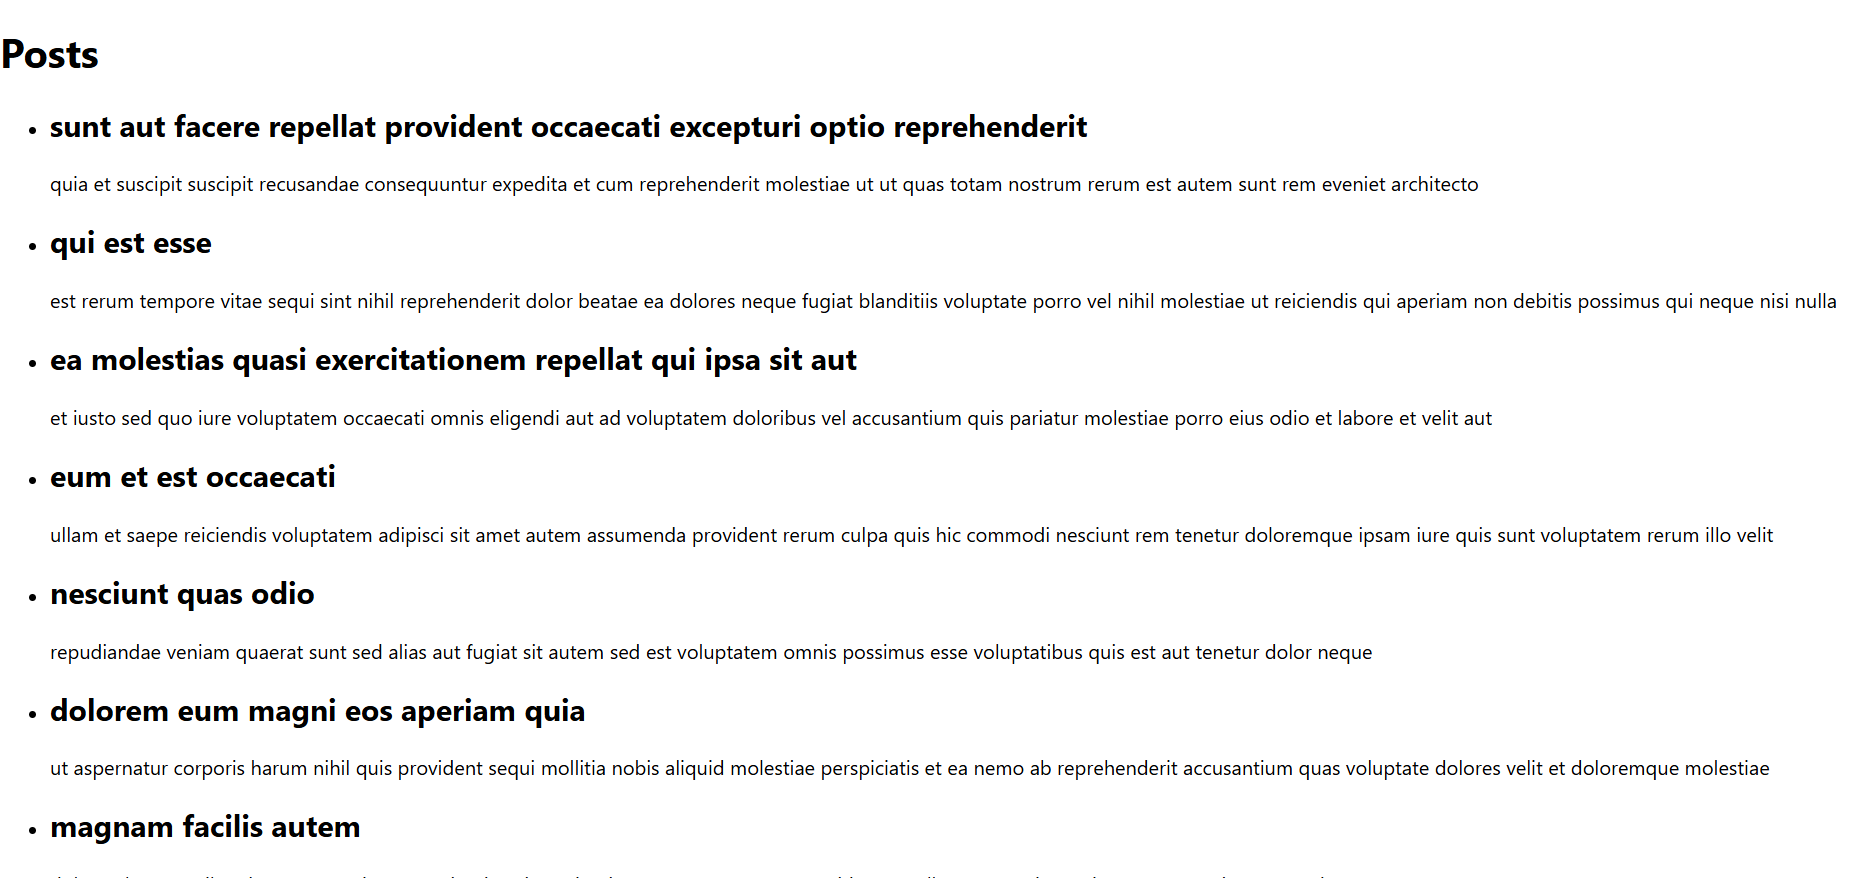 Posts
sunt aut facere repellat provident occaecati excepturi optio reprehenderit
quia et suscipit suscipit recusandae consequuntur expedita et cum reprehenderit molestiae ut ut quas totam nostrum rerum est autem sunt rem eveniet architecto
qui est esse
est rerum tempore vitae sequi sint nihil reprehenderit dolor beatae ea dolores neque fugiat blanditiis voluptate porro vel nihil molestiae ut reiciendis qui aperiam non debitis possimus qui neque nisi nulla
ea molestias quasi exercitationem repellat qui ipsa sit aut
et iusto sed quo iure voluptatem occaecati omnis eligendi aut ad voluptatem doloribus vel accusantium quis pariatur molestiae porro eius odio et labore et velit aut
eum et est occaecati
ullam et saepe reiciendis voluptatem adipisci sit amet autem assumenda provident rerum culpa quis hic commodi nesciunt rem tenetur doloremque ipsam iure quis sunt voluptatem rerum illo velit
nesciunt quas odio
repudiandae veniam quaerat sunt sed alias aut fugiat sit autem sed est voluptatem omnis possimus esse voluptatibus quis est aut tenetur dolor neque
dolorem eum magni eos aperiam quia
ut aspernatur corporis harum nihil quis provident sequi mollitia nobis aliquid molestiae perspiciatis et ea nemo ab reprehenderit accusantium quas voluptate dolores velit et doloremque molestiae
magnam facilis autem